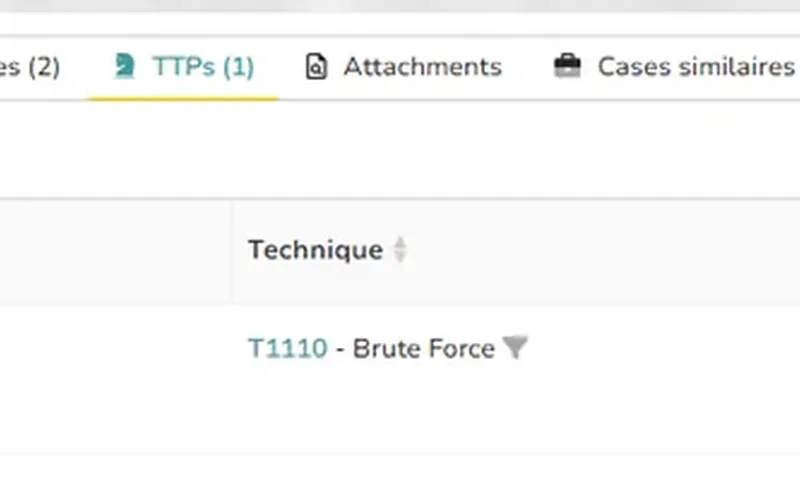 es (2) TTPs (1) Attachments Cases similaires
Technique
T1110 - Brute Force